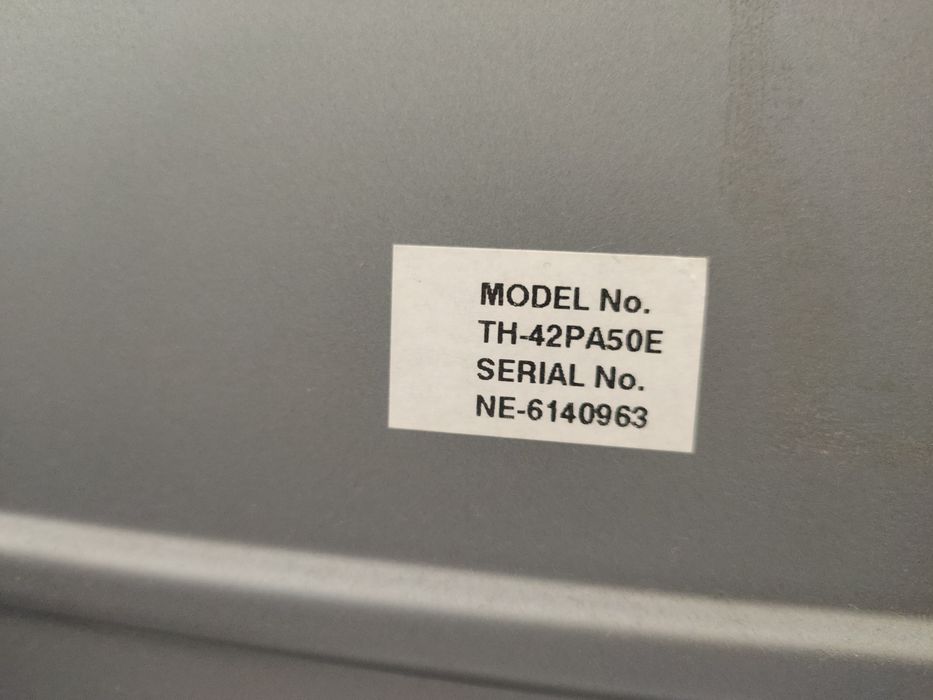 MODEL No.
TH-42PA50E
SERIAL No.
NE-6140963